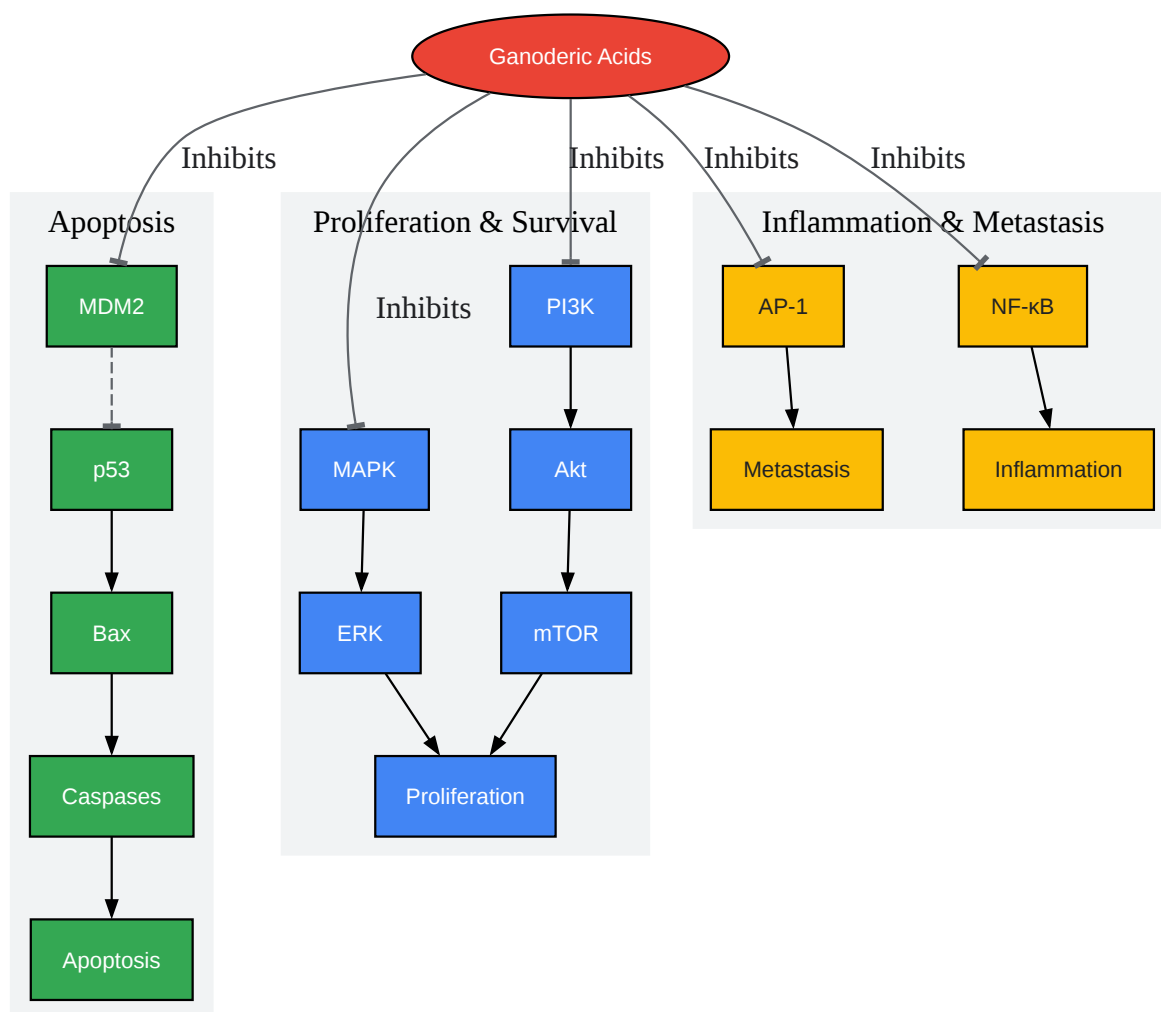 Ganoderic Acids
Inhibits
Inhibits
Inhibits
Inhibits
Inhibits
Apoptosis
MDM2
p53
Bax
Caspases
Apoptosis
Proliferation & Survival
PI3K
MAPK
Akt
ERK
mTOR
Proliferation
Inflammation & Metastasis
AP-1
NF-κB
Metastasis
Inflammation